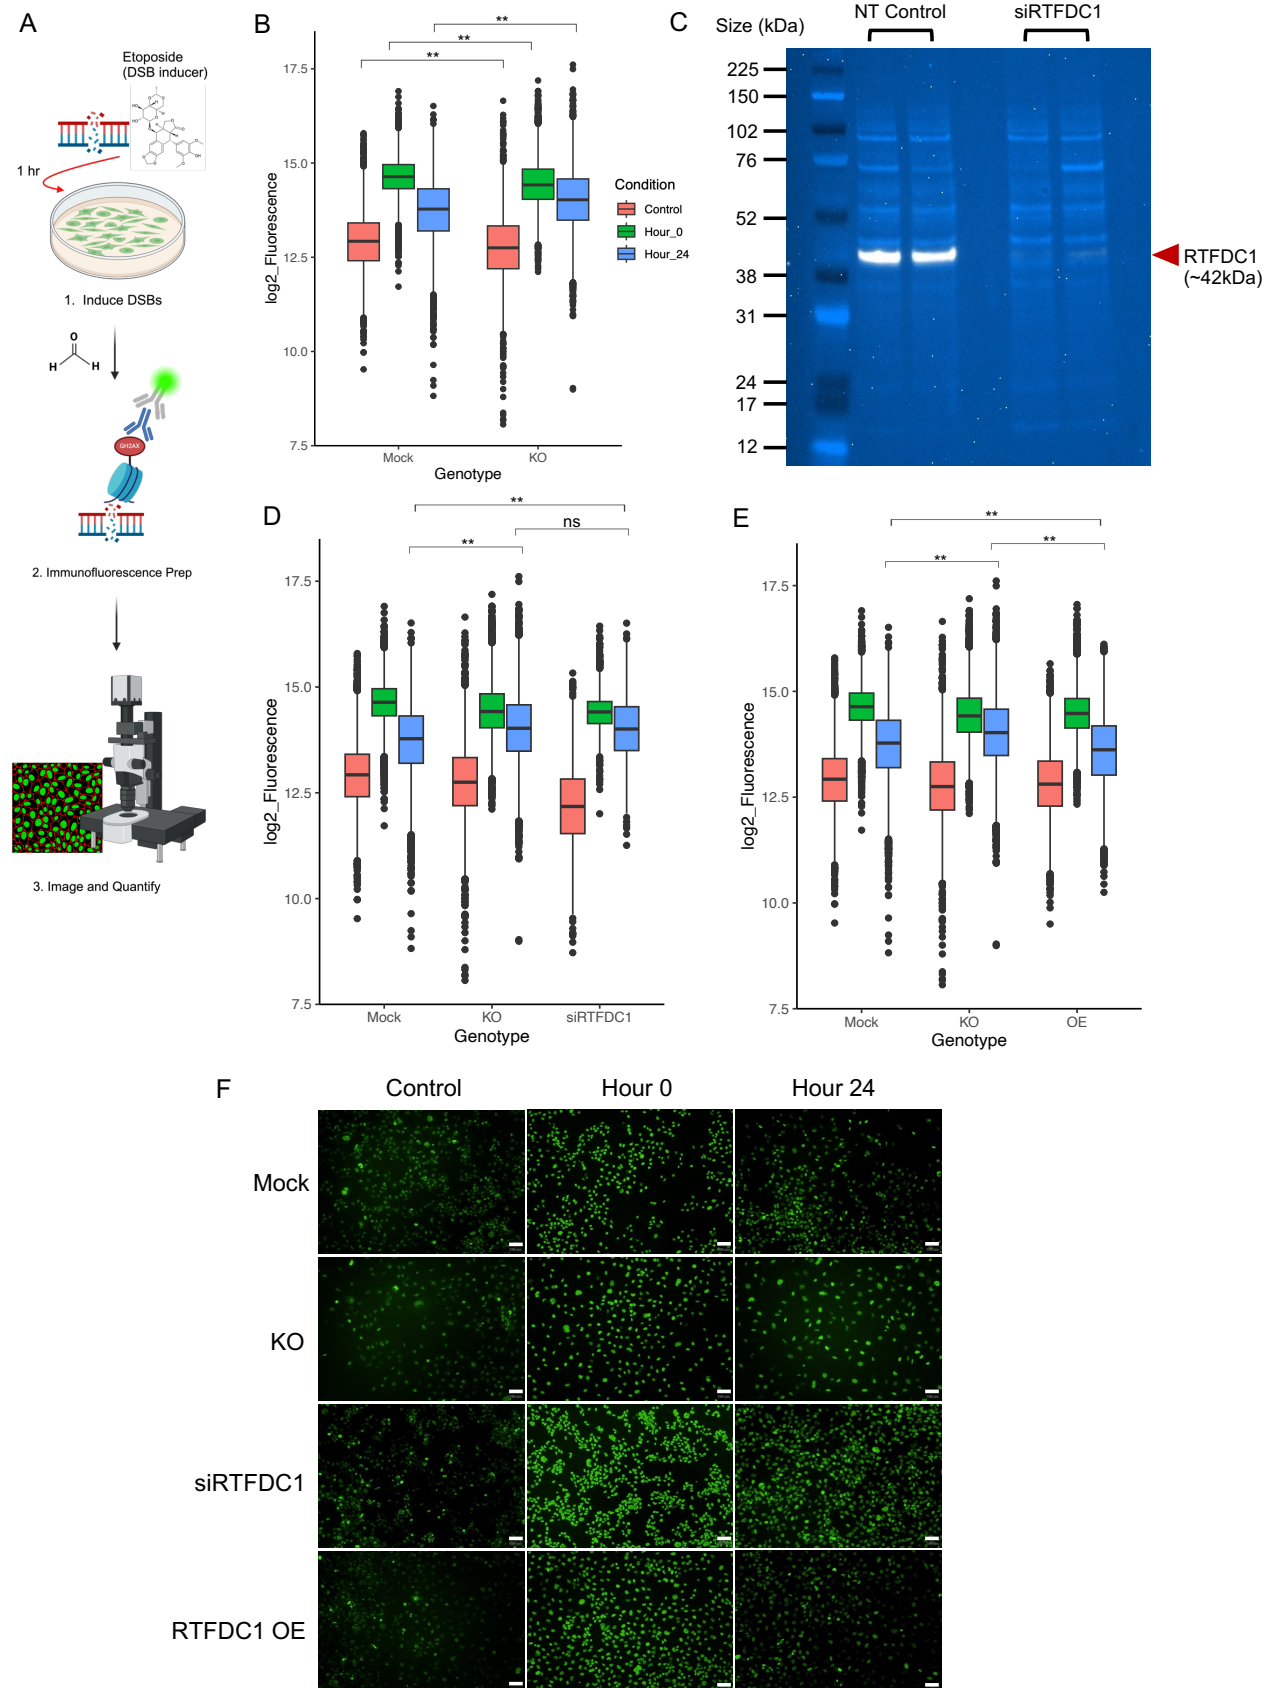 A
Etoposide
(DSB inducer)
1 hr
1. Induce DSBs
O
H H
GH2AX
2. Immunofluorescence Prep
3. Image and Quantify
B
**
**
**
17.5
15.0
12.5
10.0
7.5
log2_Fluorescence
Mock KO
Genotype
Condition
Control
Hour_0
Hour_24
C
Size (kDa)
NT Control siRTFDC1
225
150
102
76
52
38
31
24
17
12
RTFDC1
(~42kDa)
D
**
ns
**
17.5
15.0
12.5
10.0
7.5
log2_Fluorescence
Mock KO siRTFDC1
Genotype
E
**
**
**
17.5
15.0
12.5
10.0
7.5
log2_Fluorescence
Mock KO OE
Genotype
F
Control Hour 0 Hour 24
Mock
KO
siRTFDC1
RTFDC1 OE